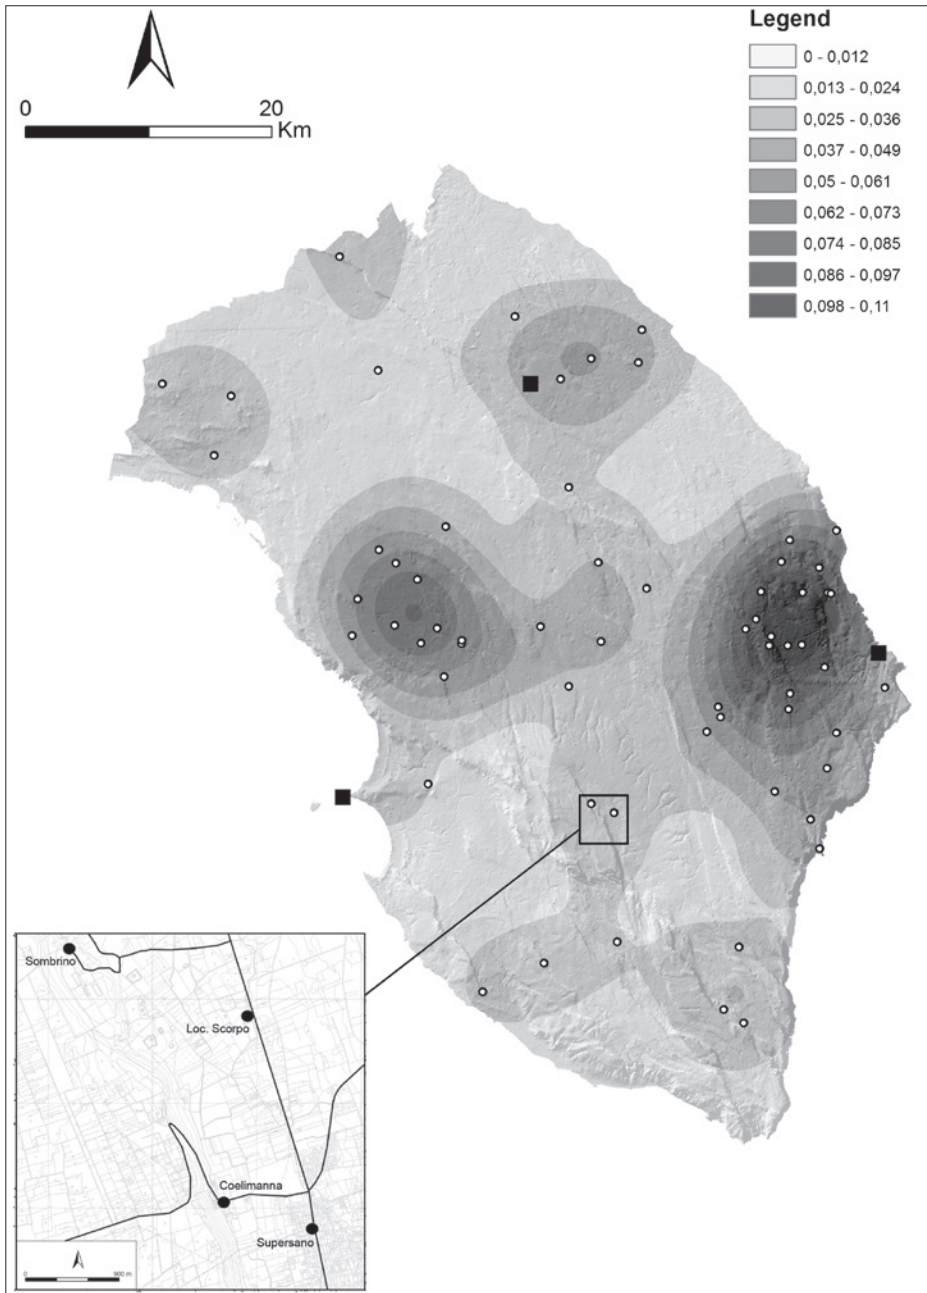 Legend
0 - 0,012
0,013 - 0,024
0,025 - 0,036
0,037 - 0,049
0,05 - 0,061
0,062 - 0,073
0,074 - 0,085
0,086 - 0,097
0,098 - 0,11
0 20
Km
Sombrino
Loc. Scorpo
Coelimanna
Supersano
0 900 m.